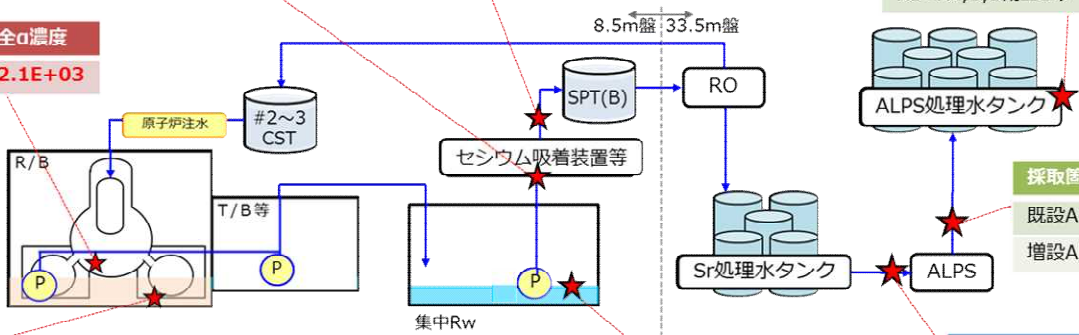 8.5m盤 33.5m盤
全α濃度
2.1E+03
原子炉注水
#2～3
CST
SPT(B)
RO
ALPS処理水タンク
セシウム吸着装置等
R/B
T/B等
採取箇
既設A
増設A
P
P
P
Sr処理水タンク
ALPS
集中Rw